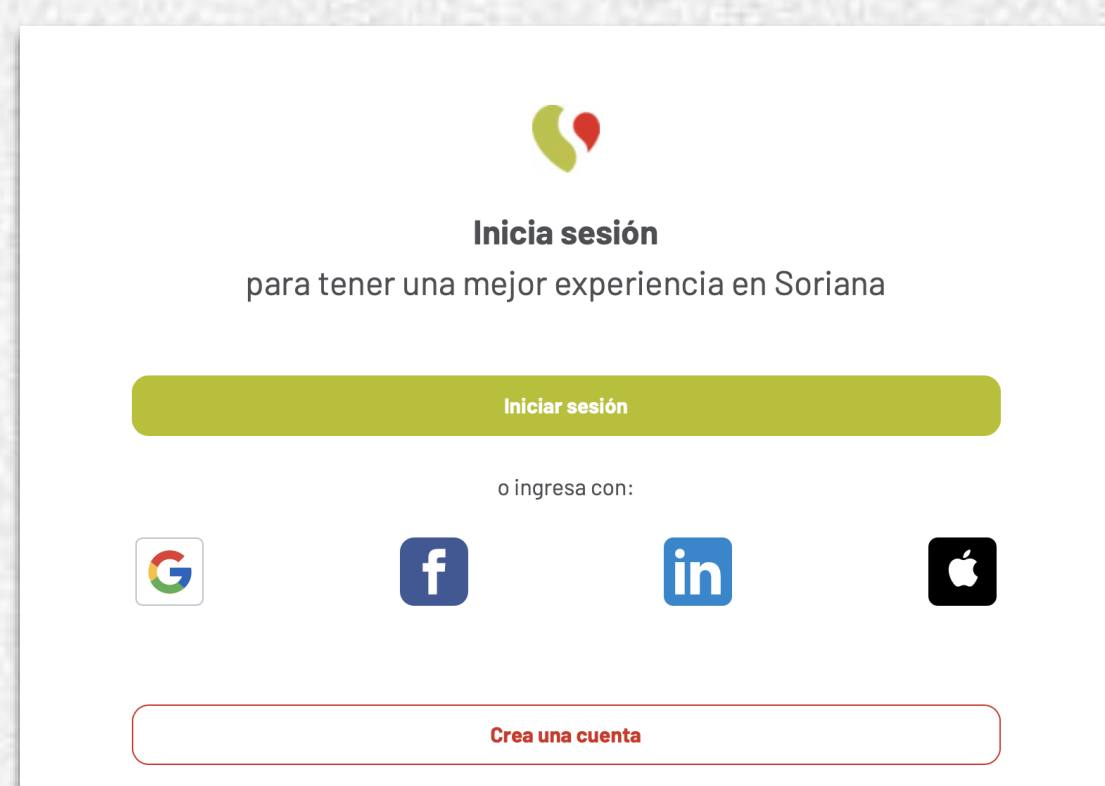 Inicia sesión
para tener una mejor experiencia en Soriana
Iniciar sesión
o ingresa con:
Crea una cuenta